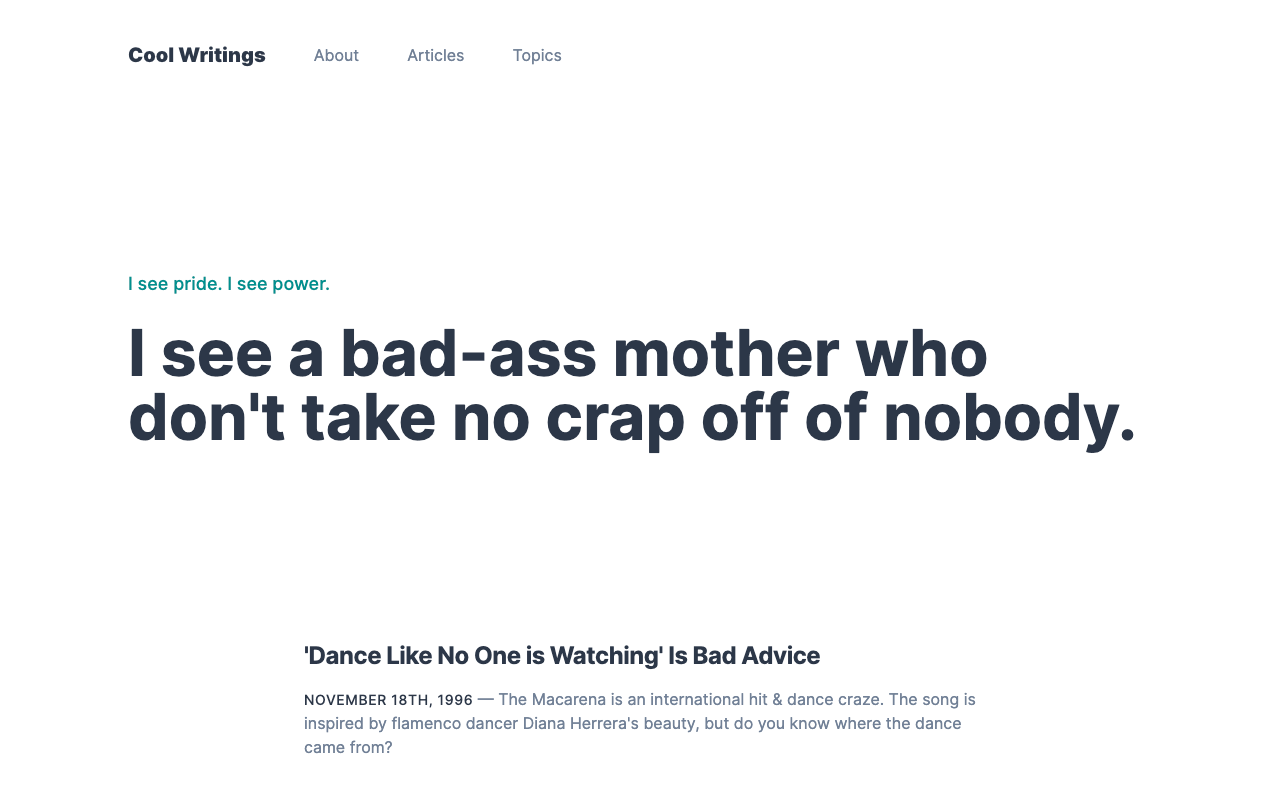 Cool Writings About Articles Topics
I see pride. I see power.
I see a bad-ass mother who
don't take no crap off of nobody.
'Dance Like No One is Watching' Is Bad Advice
NOVEMBER 18TH, 1996 — The Macarena is an international hit & dance craze. The song is
inspired by flamenco dancer Diana Herrera's beauty, but do you know where the dance
came from?